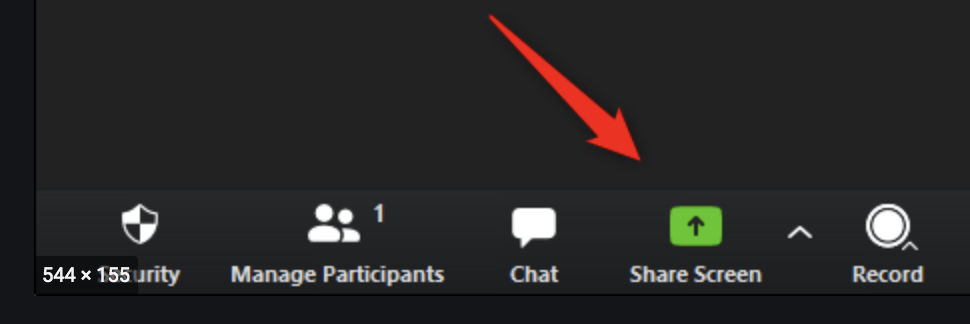 1
544 × 155
urity
Manage Participants
Chat
Share Screen
Record